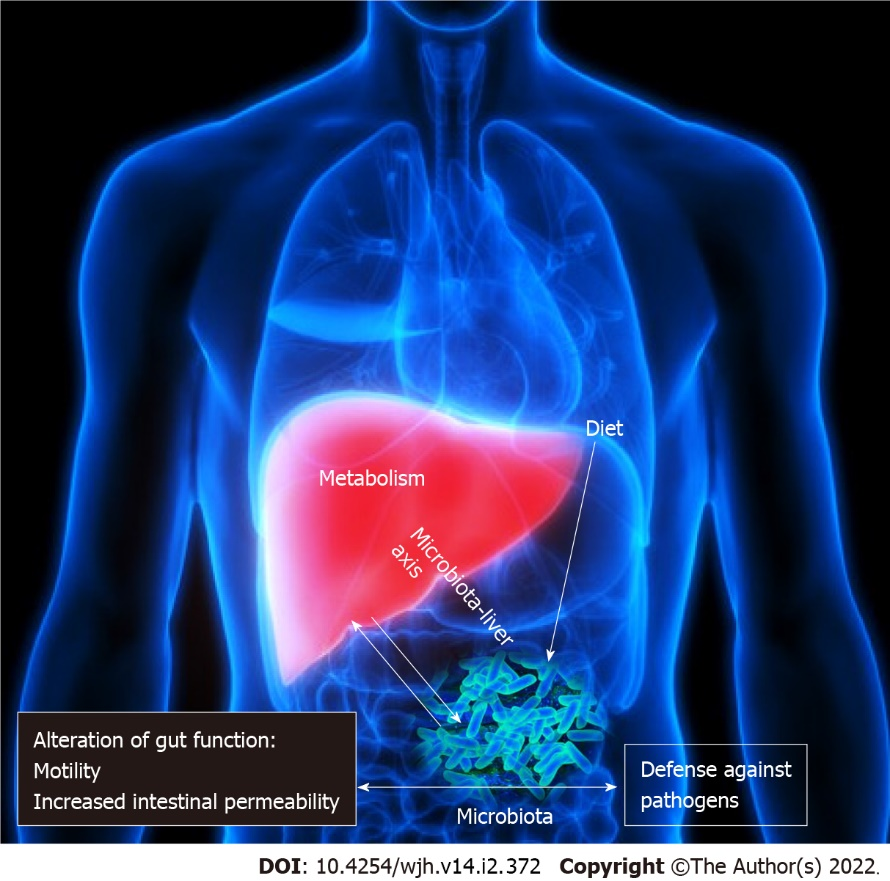 Diet
Metabolism
Microbiota-liver
axis
Alteration of gut function:
Motility
Increased intestinal permeability
Defense against
pathogens
Microbiota
DOI: 10.4254/wjh.v14.i2.372 Copyright ©The Author(s) 2022.